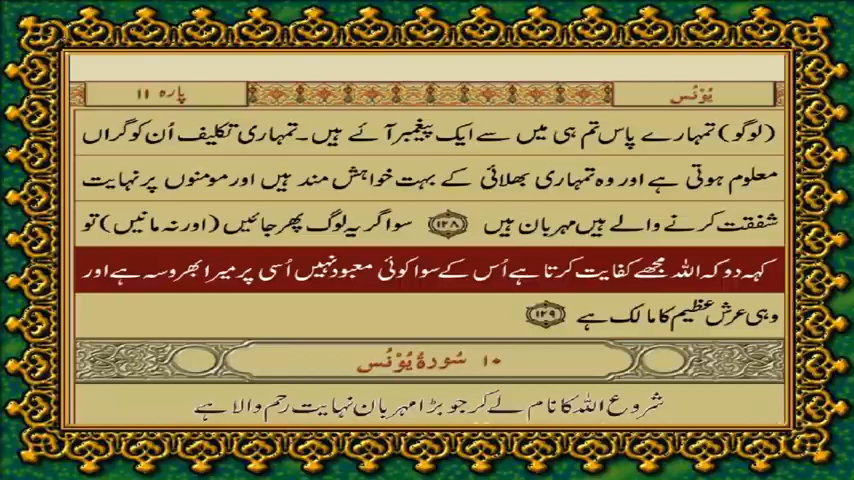 یُوْنُس پارہ ۱۱
(لوگو) تمہارے پاس تم ہی میں سے ایک پیغمبر آئے ہیں۔ تمہاری تکلیف اُن کو گراں
معلوم ہوتی ہے اور وہ تمہاری بھلائی کے بہت خواہش مند ہیں اور مومنوں پر نہایت
شفقت کرنے والے ہیں مہربان ہیں ۱۲۸ سو اگر یہ لوگ پھر جائیں (اور نہ مانیں) تو
کہہ دو کہ اللہ مجھے کفایت کرتا ہے اُس کے سوا کوئی معبود نہیں اُسی پر میرا بھروسہ ہے اور
وہی عرش عظیم کا مالک ہے ۱۲۹
۱۰ سُورۃُ یُوْنُس
شروع اللہ کا نام لے کر جو بڑا مہربان نہایت رحم والا ہے